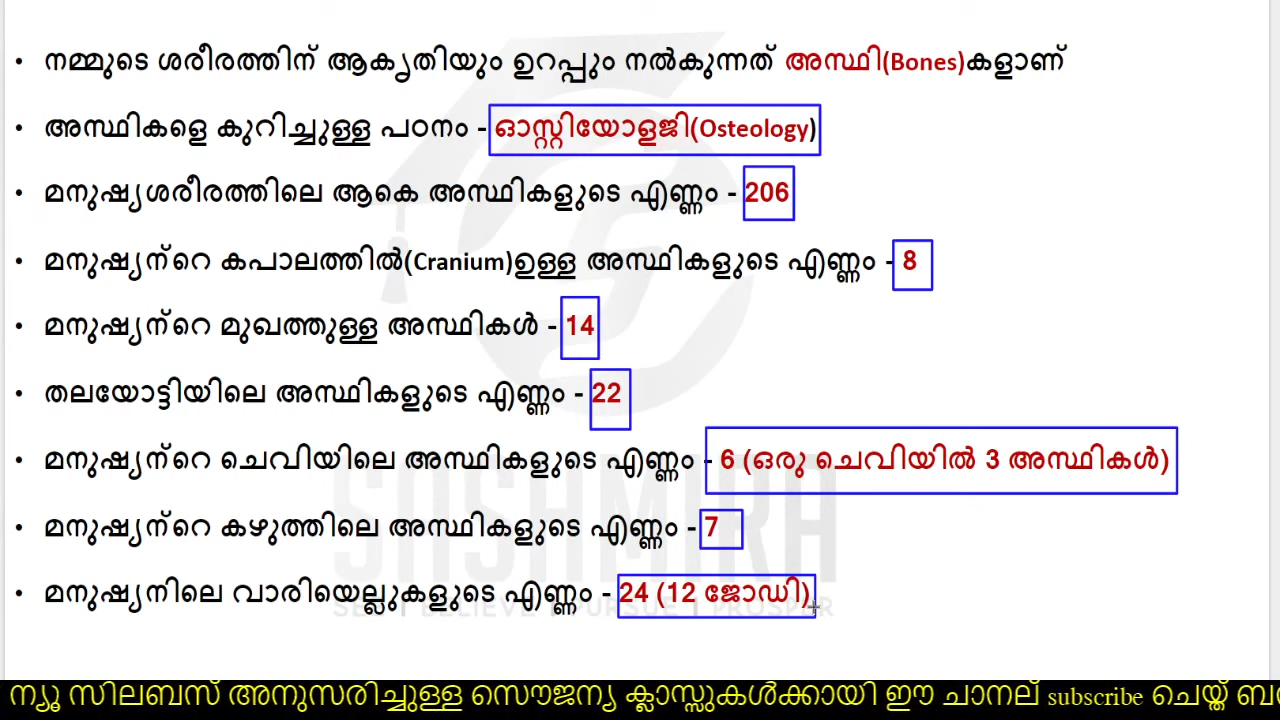 • നമ്മുടെ ശരീരത്തിന് ആകൃതിയും ഉറപ്പും നൽകുന്നത് അസ്ഥി(Bones)കളാണ്
• അസ്ഥികളെ കുറിച്ചുള്ള പഠനം - ഓസ്റ്റിയോളജി(Osteology)
• മനുഷ്യശരീരത്തിലെ ആകെ അസ്ഥികളുടെ എണ്ണം - 206
• മനുഷ്യന്റെ കപാലത്തിൽ(Cranium)ഉള്ള അസ്ഥികളുടെ എണ്ണം - 8
• മനുഷ്യന്റെ മുഖത്തുള്ള അസ്ഥികൾ - 14
• തലയോട്ടിയിലെ അസ്ഥികളുടെ എണ്ണം - 22
• മനുഷ്യന്റെ ചെവിയിലെ അസ്ഥികളുടെ എണ്ണം - 6 (ഒരു ചെവിയിൽ 3 അസ്ഥികൾ)
• മനുഷ്യന്റെ കഴുത്തിലെ അസ്ഥികളുടെ എണ്ണം - 7
• മനുഷ്യനിലെ വാരിയെല്ലുകളുടെ എണ്ണം - 24 (12 ജോഡി)
ന്യൂ സിലബസ് അനുസരിച്ചുള്ള സൌജന്യ ക്ലാസ്സുകൾക്കായി ഈ ചാനല് subscribe ചെയ്ത് ബ